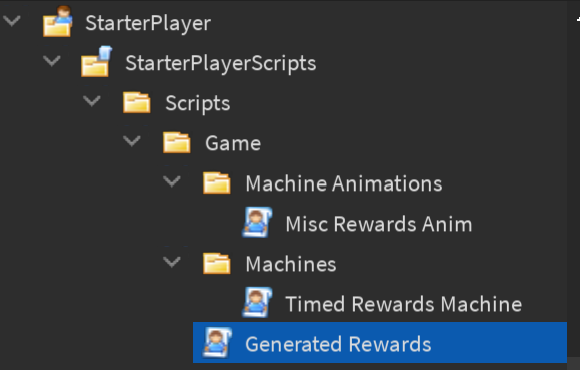 StarterPlayer
StarterPlayerScripts
Scripts
Game
Machine Animations
Misc Rewards Anim
Machines
Timed Rewards Machine
Generated Rewards